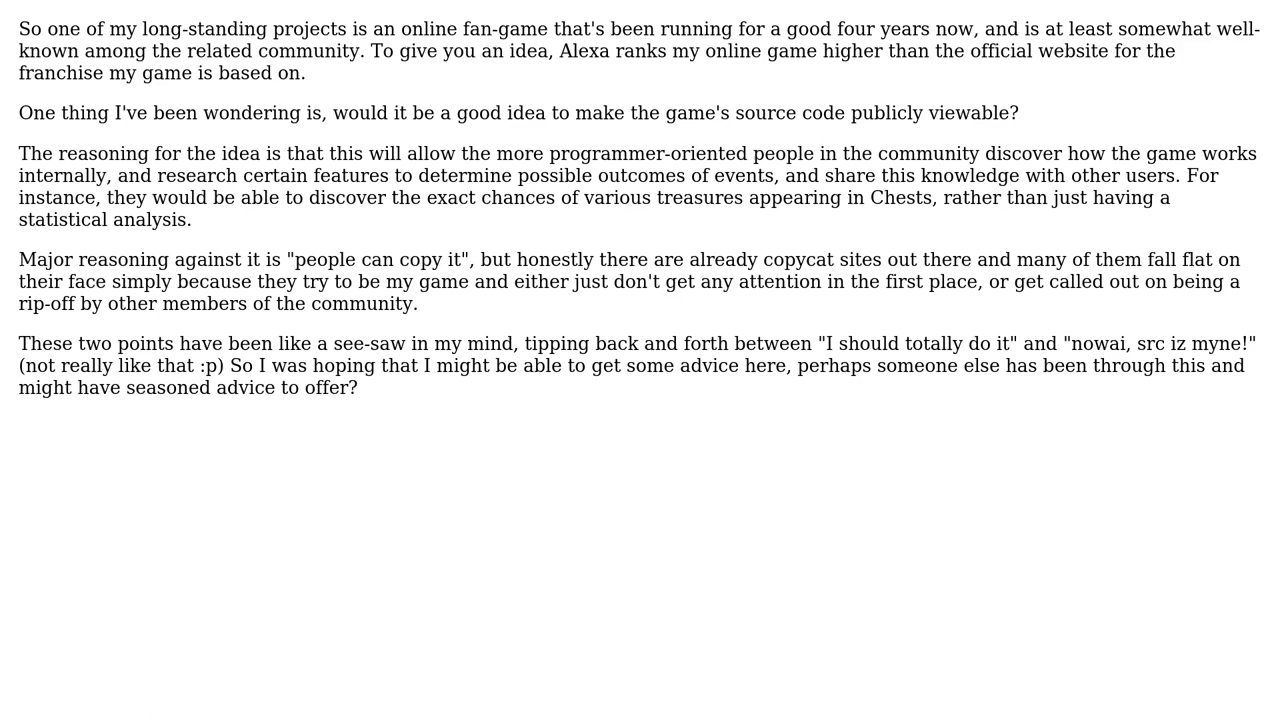 So one of my long-standing projects is an online fan-game that's been running for a good four years now, and is at least somewhat well-
known among the related community. To give you an idea, Alexa ranks my online game higher than the official website for the
franchise my game is based on.
One thing I've been wondering is, would it be a good idea to make the game's source code publicly viewable?
The reasoning for the idea is that this will allow the more programmer-oriented people in the community discover how the game works
internally, and research certain features to determine possible outcomes of events, and share this knowledge with other users. For
instance, they would be able to discover the exact chances of various treasures appearing in Chests, rather than just having a
statistical analysis.
Major reasoning against it is "people can copy it", but honestly there are already copycat sites out there and many of them fall flat on
their face simply because they try to be my game and either just don't get any attention in the first place, or get called out on being a
rip-off by other members of the community.
These two points have been like a see-saw in my mind, tipping back and forth between "I should totally do it" and "nowai, src iz myne!"
(not really like that :p) So I was hoping that I might be able to get some advice here, perhaps someone else has been through this and
might have seasoned advice to offer?